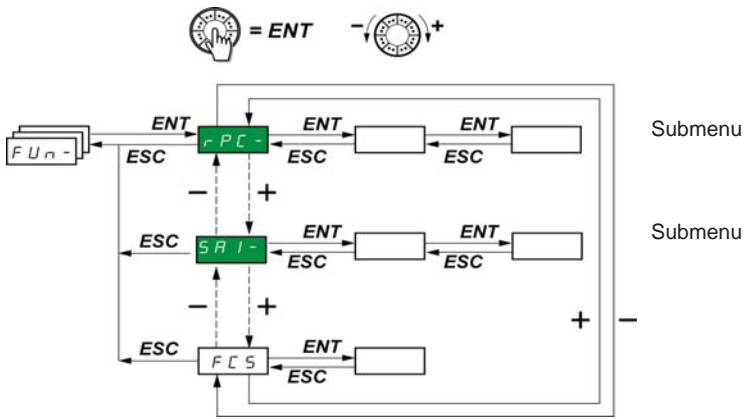 = ENT - +
ENT ENT ENT Submenu
FUn- rPC-
ESC ESC ESC
- +
ENT ENT Submenu
ESC SAI-
ESC ESC
- + + -
ESC ENT
FCS
ESC